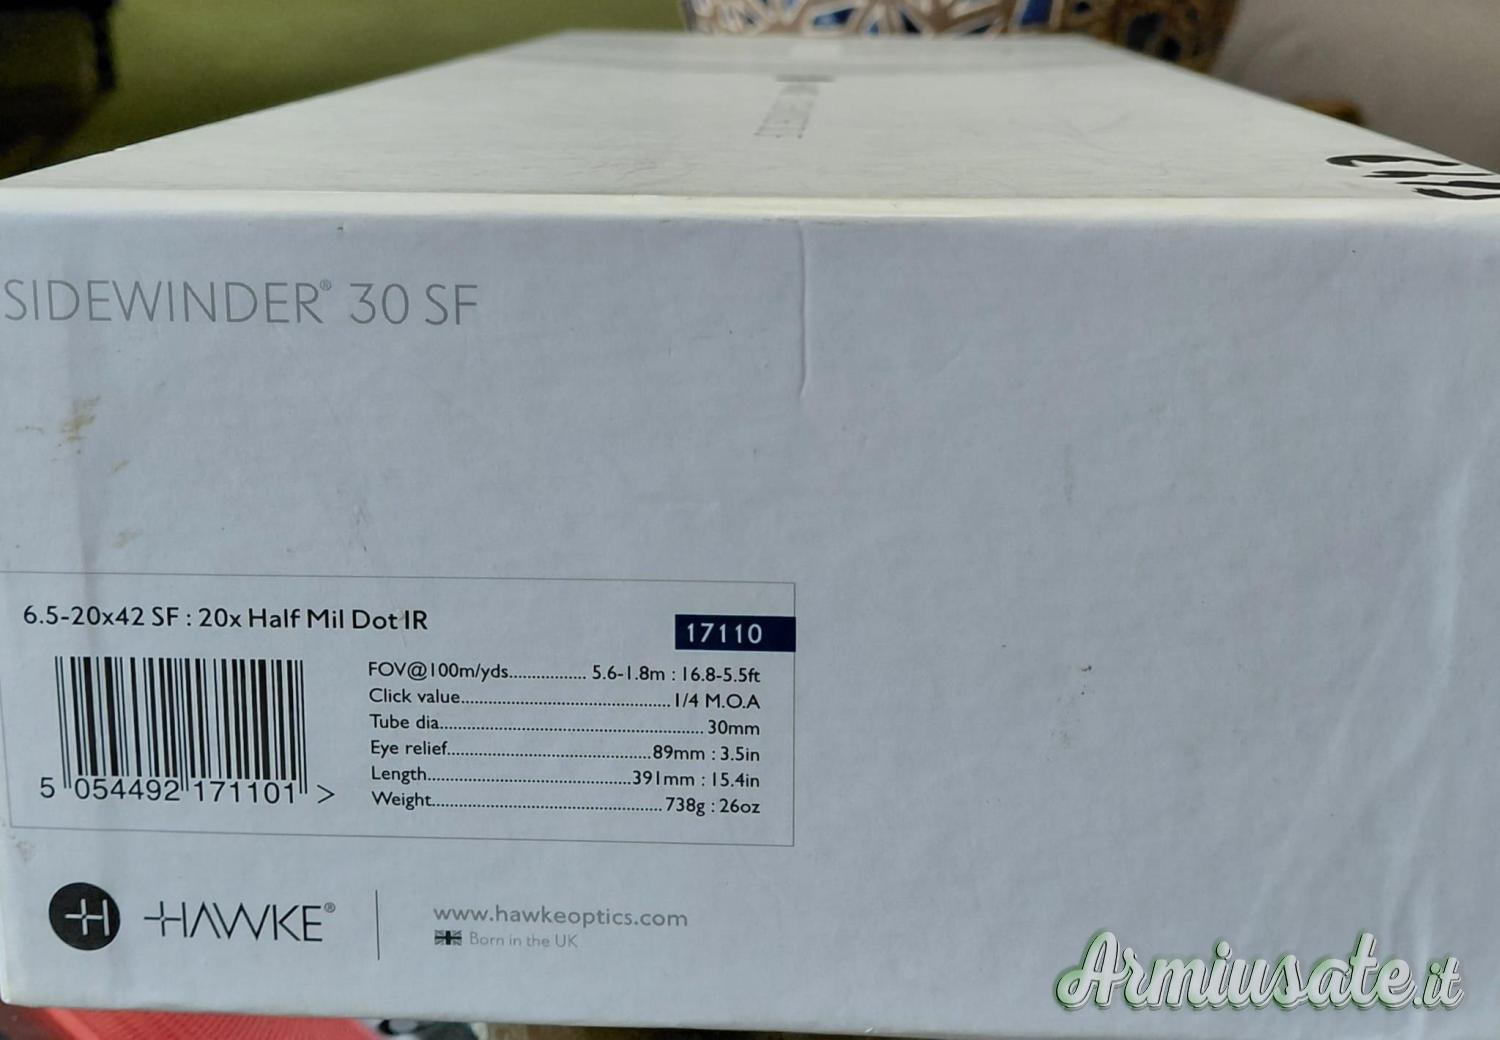 SIDEWINDER® 30 SF
6.5-20x42 SF : 20x Half Mil Dot IR
17110
FOV@100m/yds................. 5.6-1.8m : 16.8-5.5ft
Click value.......................................... 1/4 M.O.A
Tube dia..................................................... 30mm
Eye relief.........................................89mm : 3.5in
Length.........................................391mm : 15.4in
Weight.............................................. 738g : 26oz
5 054492 171101 >
HAWKE®
www.hawkeoptics.com
Born in the UK
Armiusate.it